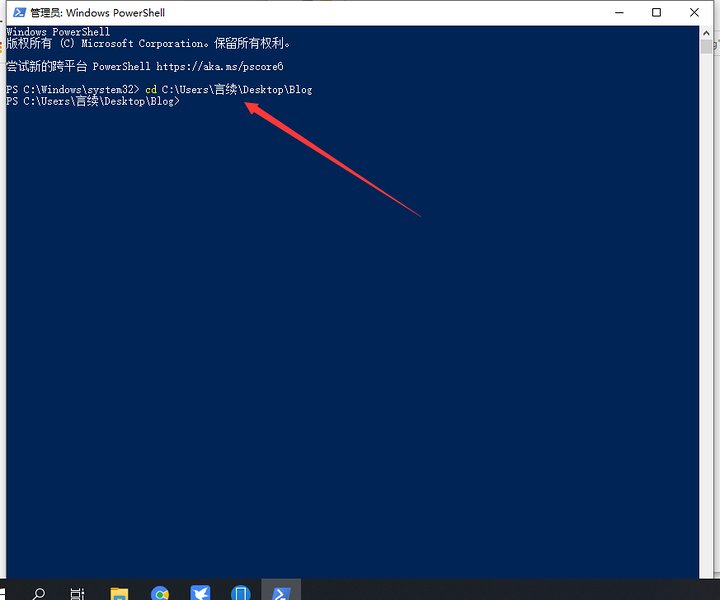 管理员: Windows PowerShell
Windows PowerShell
版权所有 (C) Microsoft Corporation。保留所有权利。
尝试新的跨平台 PowerShell https://aka.ms/pscore6
PS C:\Windows\system32> cd C:\Users\言续\Desktop\Blog
PS C:\Users\言续\Desktop\Blog>